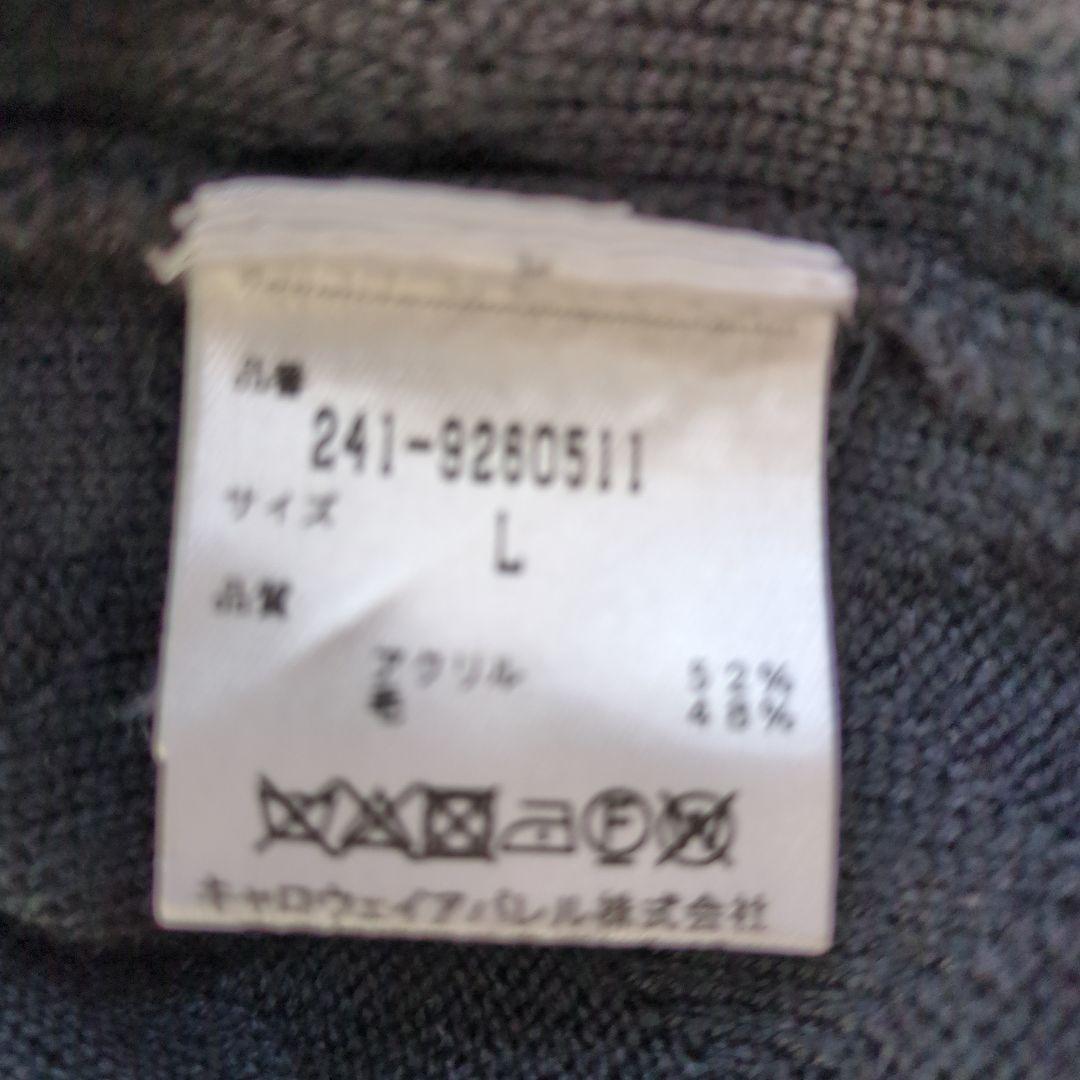 品番
241-9260511
サイズ
L
品質
アクリル 52%
毛 48%
キャロウェイアパレル株式会社